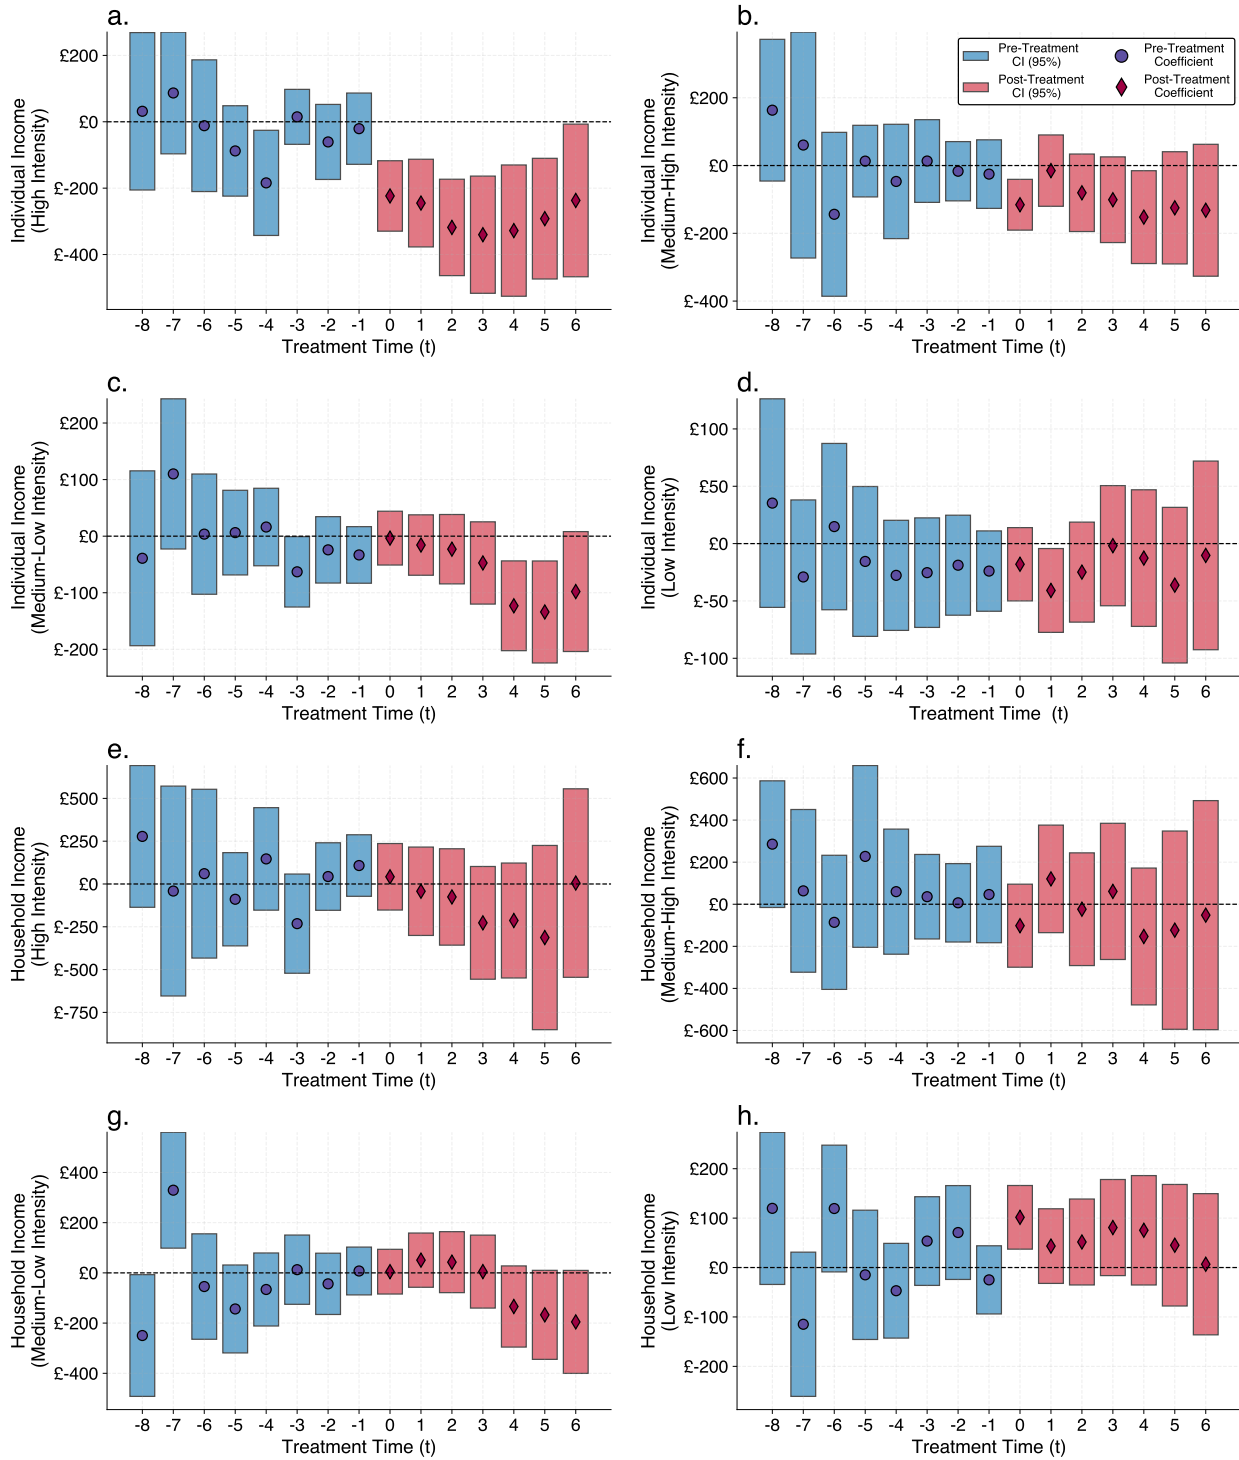 a.
£200
£0
£-200
£-400
Individual Income
(High Intensity)
-8 -7 -6 -5 -4 -3 -2 -1 0 1 2 3 4 5 6
Treatment Time (t)
b.
Pre-Treatment
CI (95%)
Pre-Treatment
Coefficient
Post-Treatment
CI (95%)
Post-Treatment
Coefficient
£200
£0
£-200
£-400
Individual Income
(Medium-High Intensity)
-8 -7 -6 -5 -4 -3 -2 -1 0 1 2 3 4 5 6
Treatment Time (t)
c.
£200
£100
£0
£-100
£-200
Individual Income
(Medium-Low Intensity)
-8 -7 -6 -5 -4 -3 -2 -1 0 1 2 3 4 5 6
Treatment Time (t)
d.
£100
£50
£0
£-50
£-100
Individual Income
(Low Intensity)
-8 -7 -6 -5 -4 -3 -2 -1 0 1 2 3 4 5 6
Treatment Time (t)
e.
£500
£250
£0
£-250
£-500
£-750
Household Income
(High Intensity)
-8 -7 -6 -5 -4 -3 -2 -1 0 1 2 3 4 5 6
Treatment Time (t)
f.
£600
£400
£200
£0
£-200
£-400
£-600
Household Income
(Medium-High Intensity)
-8 -7 -6 -5 -4 -3 -2 -1 0 1 2 3 4 5 6
Treatment Time (t)
g.
£400
£200
£0
£-200
£-400
Household Income
(Medium-Low Intensity)
-8 -7 -6 -5 -4 -3 -2 -1 0 1 2 3 4 5 6
Treatment Time (t)
h.
£200
£100
£0
£-100
£-200
Household Income
(Low Intensity)
-8 -7 -6 -5 -4 -3 -2 -1 0 1 2 3 4 5 6
Treatment Time (t)